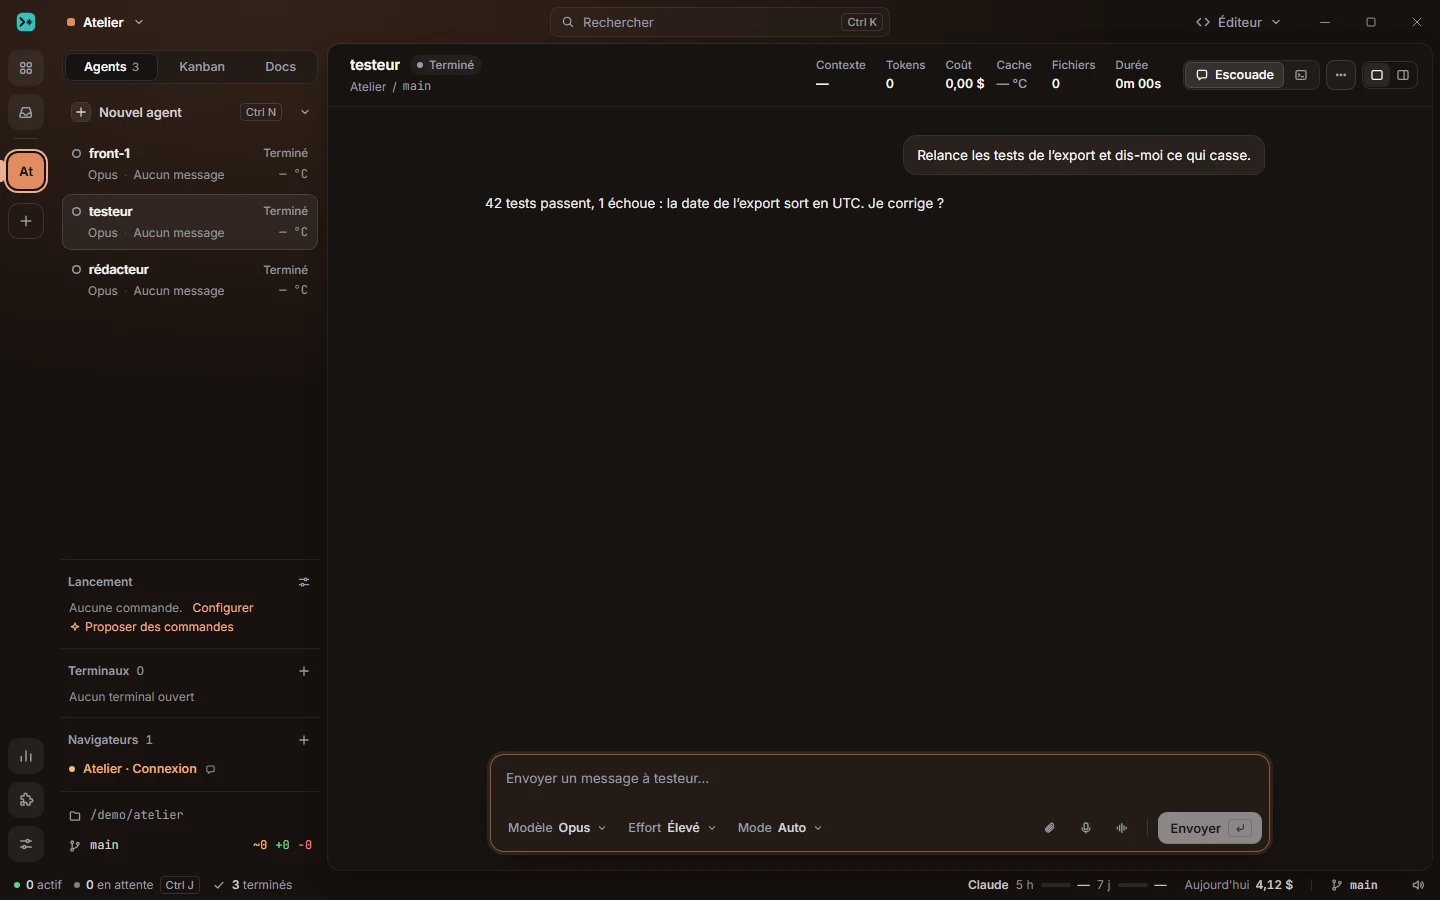 Atelier
Rechercher
Ctrl K
Éditeur
Agents 3
Kanban
Docs
Nouvel agent
Ctrl N
front-1
Terminé
Opus · Aucun message
— °C
At
testeur
Terminé
Opus · Aucun message
— °C
rédacteur
Terminé
Opus · Aucun message
— °C
Lancement
Aucune commande. Configurer
Proposer des commandes
Terminaux 0
Aucun terminal ouvert
Navigateurs 1
Atelier · Connexion
/demo/atelier
main
~0 +0 -0
testeur
Terminé
Atelier / main
Contexte
—
Tokens
0
Coût
0,00 $
Cache
— °C
Fichiers
0
Durée
0m 00s
Escouade
Relance les tests de l'export et dis-moi ce qui casse.
42 tests passent, 1 échoue : la date de l'export sort en UTC. Je corrige ?
Envoyer un message à testeur…
Modèle Opus
Effort Élevé
Mode Auto
Envoyer
0 actif
0 en attente
Ctrl J
3 terminés
Claude 5 h — 7 j —
Aujourd'hui 4,12 $
main